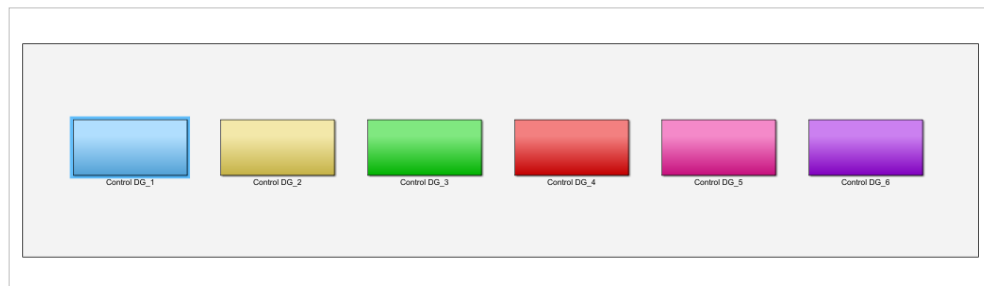 Control DG_1
Control DG_2
Control DG_3
Control DG_4
Control DG_5
Control DG_6